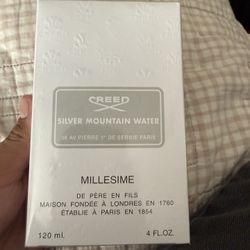 CREED
SILVER MOUNTAIN WATER
38 AV PIERRE 1er DE SERBIE PARIS
MILLESIME
DE PÈRE EN FILS
MAISON FONDÉE À LONDRES EN 1760
ÉTABLIE À PARIS EN 1854
120 ml. 4 FL.OZ.